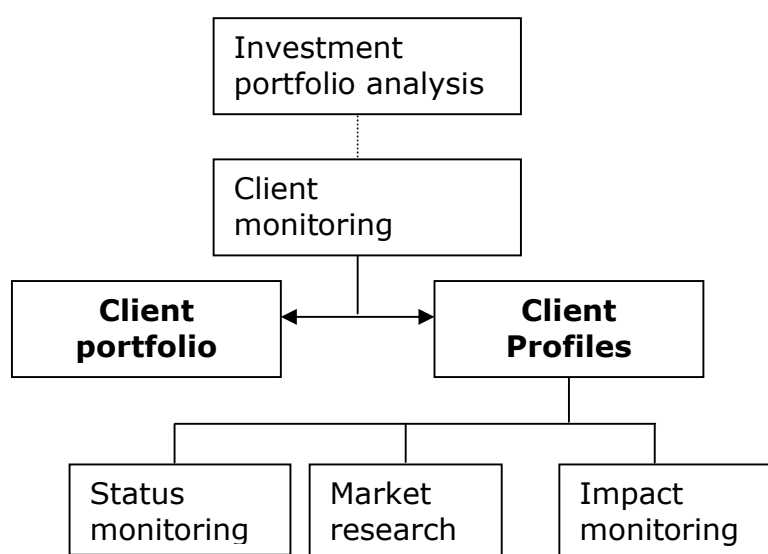 Investment
portfolio analysis
Client
monitoring
Client
portfolio
Client
Profiles
Status
monitoring
Market
research
Impact
monitoring